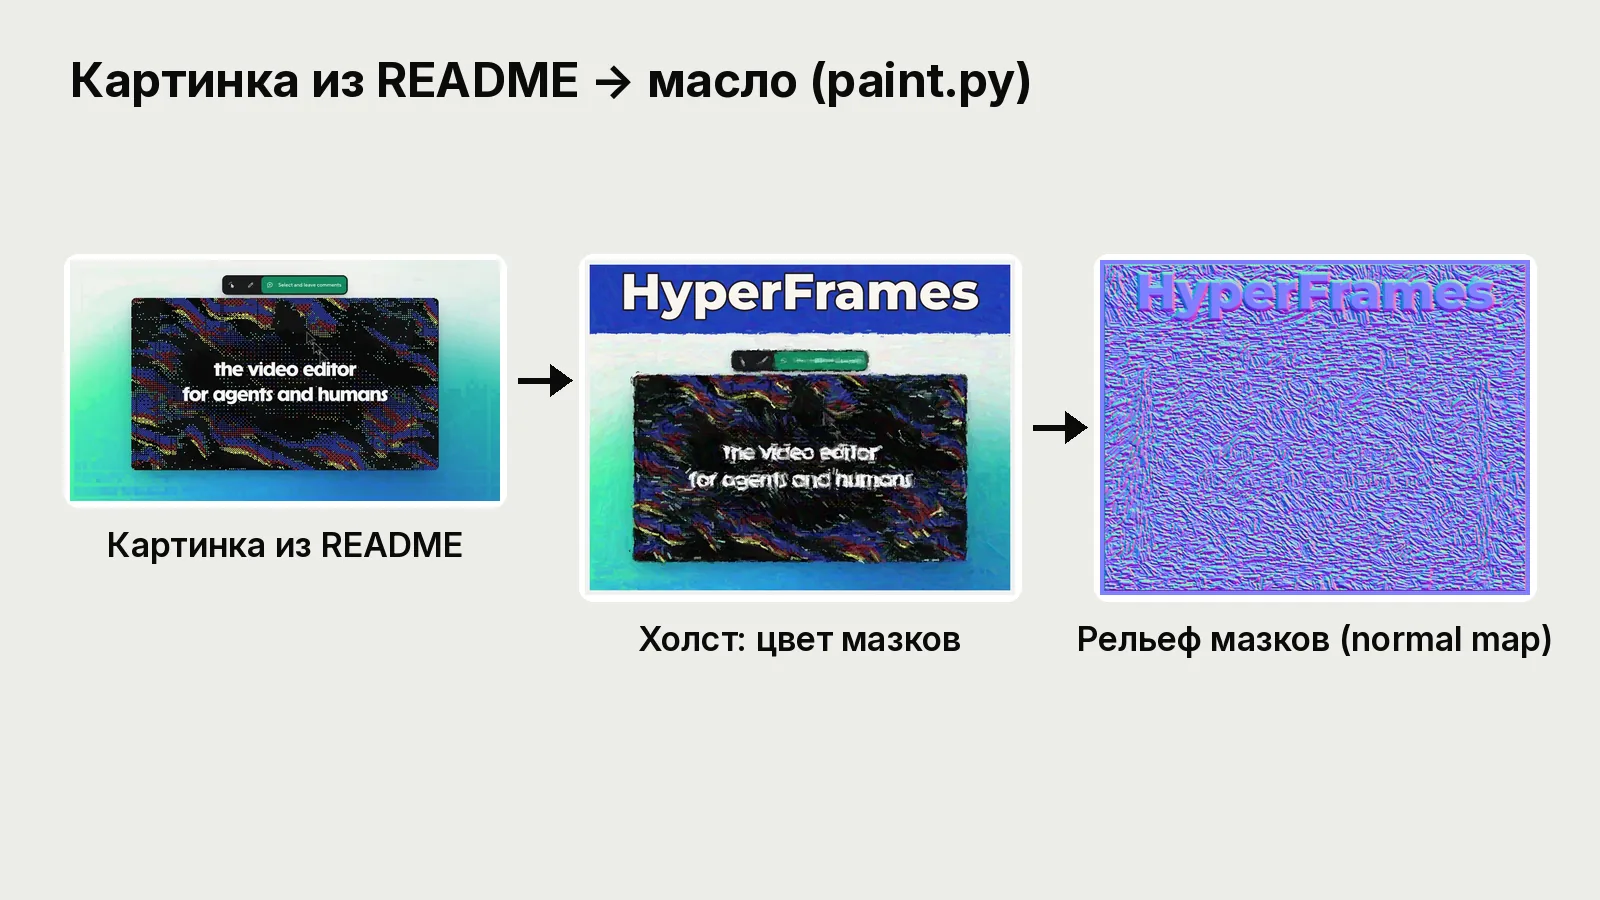 Картинка из README → масло (paint.py)
Select and leave comments
the video editor
for agents and humans
Картинка из README
HyperFrames
the video editor
for agents and humans
Холст: цвет мазков
HyperFrames
Рельеф мазков (normal map)